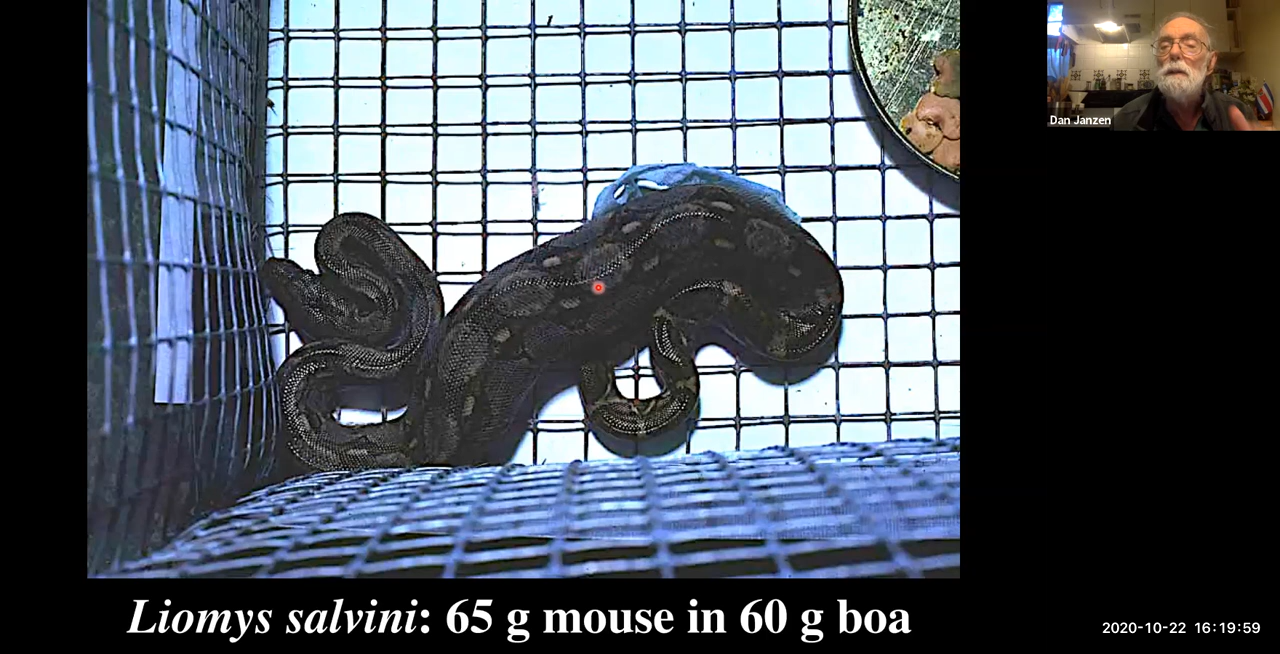 Dan Janzen
Liomys salvini: 65 g mouse in 60 g boa
2020-10-22 16:19:59